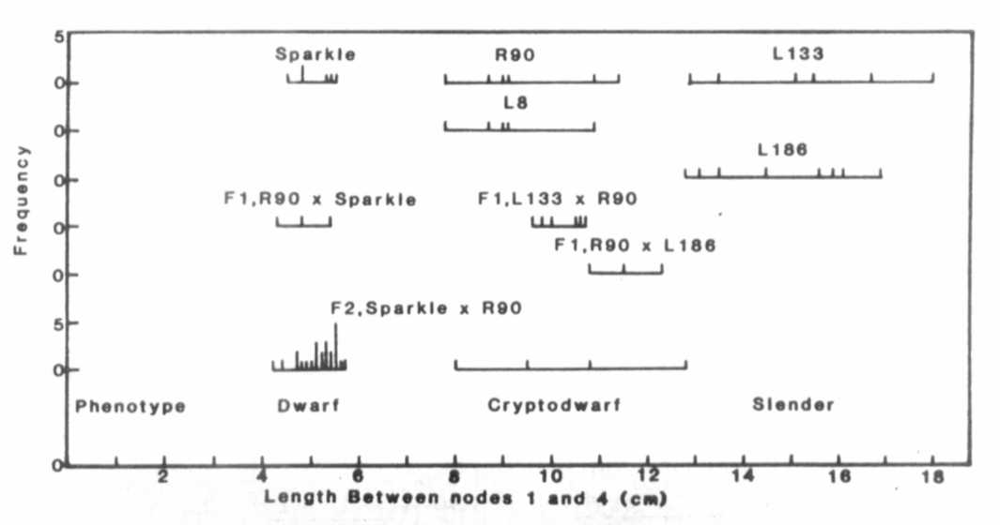 5
Sparkle R90 L133
0
L8
0
L186
0
F1,R90 x Sparkle F1,L133 x R90
0
F1,R90 x L186
0
F2,Sparkle x R90
5
0
Phenotype Dwarf Cryptodwarf Slender
0
2 4 6 8 10 12 14 16 18
Length Between nodes 1 and 4 (cm)
Frequency